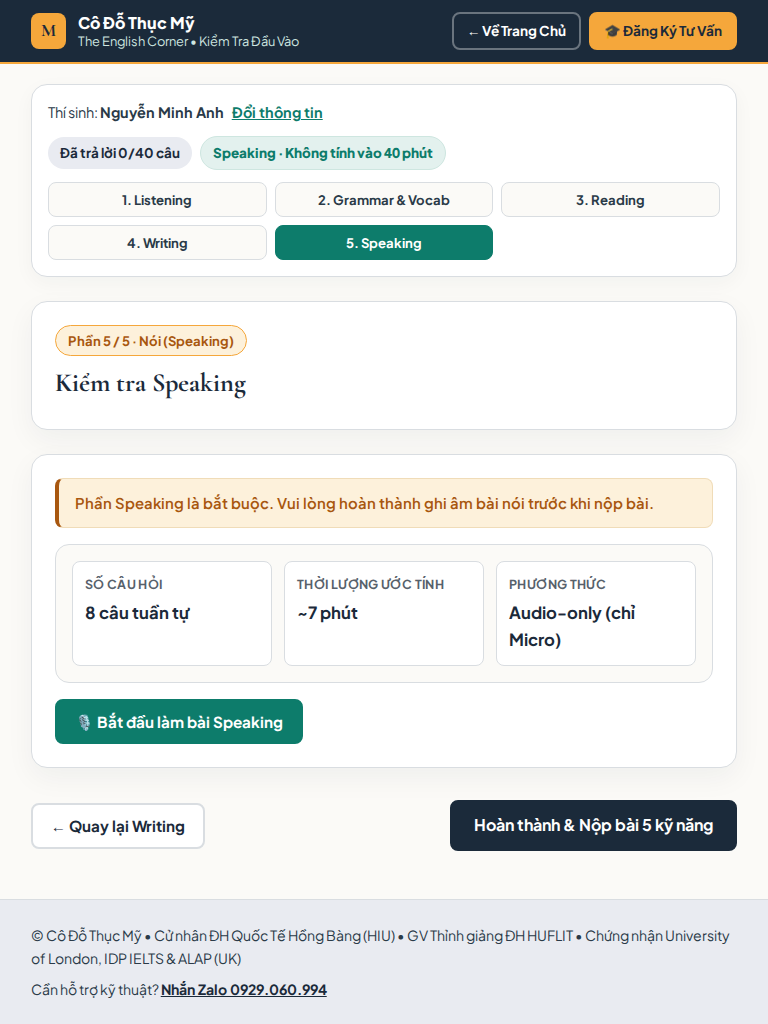 M
Cô Đỗ Thục Mỹ
The English Corner • Kiểm Tra Đầu Vào
← Về Trang Chủ
🎓 Đăng Ký Tư Vấn
Thí sinh: Nguyễn Minh Anh Đổi thông tin
Đã trả lời 0/40 câu
Speaking · Không tính vào 40 phút
1. Listening
2. Grammar & Vocab
3. Reading
4. Writing
5. Speaking
Phần 5 / 5 · Nói (Speaking)
Kiểm tra Speaking
Phần Speaking là bắt buộc. Vui lòng hoàn thành ghi âm bài nói trước khi nộp bài.
SỐ CÂU HỎI
8 câu tuần tự
THỜI LƯỢNG ƯỚC TÍNH
~7 phút
PHƯƠNG THỨC
Audio-only (chỉ
Micro)
🎙️ Bắt đầu làm bài Speaking
← Quay lại Writing
Hoàn thành & Nộp bài 5 kỹ năng
© Cô Đỗ Thục Mỹ • Cử nhân ĐH Quốc Tế Hồng Bàng (HIU) • GV Thỉnh giảng ĐH HUFLIT • Chứng nhận University
of London, IDP IELTS & ALAP (UK)
Cần hỗ trợ kỹ thuật? Nhắn Zalo 0929.060.994